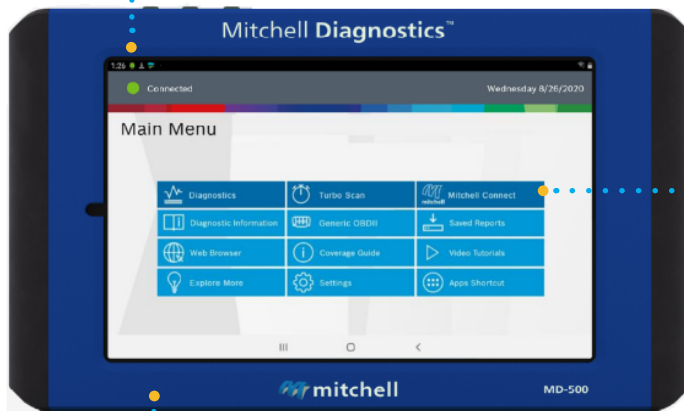 Mitchell Diagnostics™
1:26
Connected
Wednesday 8/26/2020
Main Menu
Diagnostics
Turbo Scan
mitchell
Mitchell Connect
Diagnostic Information
Generic OBDII
Saved Reports
Web Browser
Coverage Guide
Video Tutorials
Explore More
Settings
Apps Shortcut
mitchell
MD-500